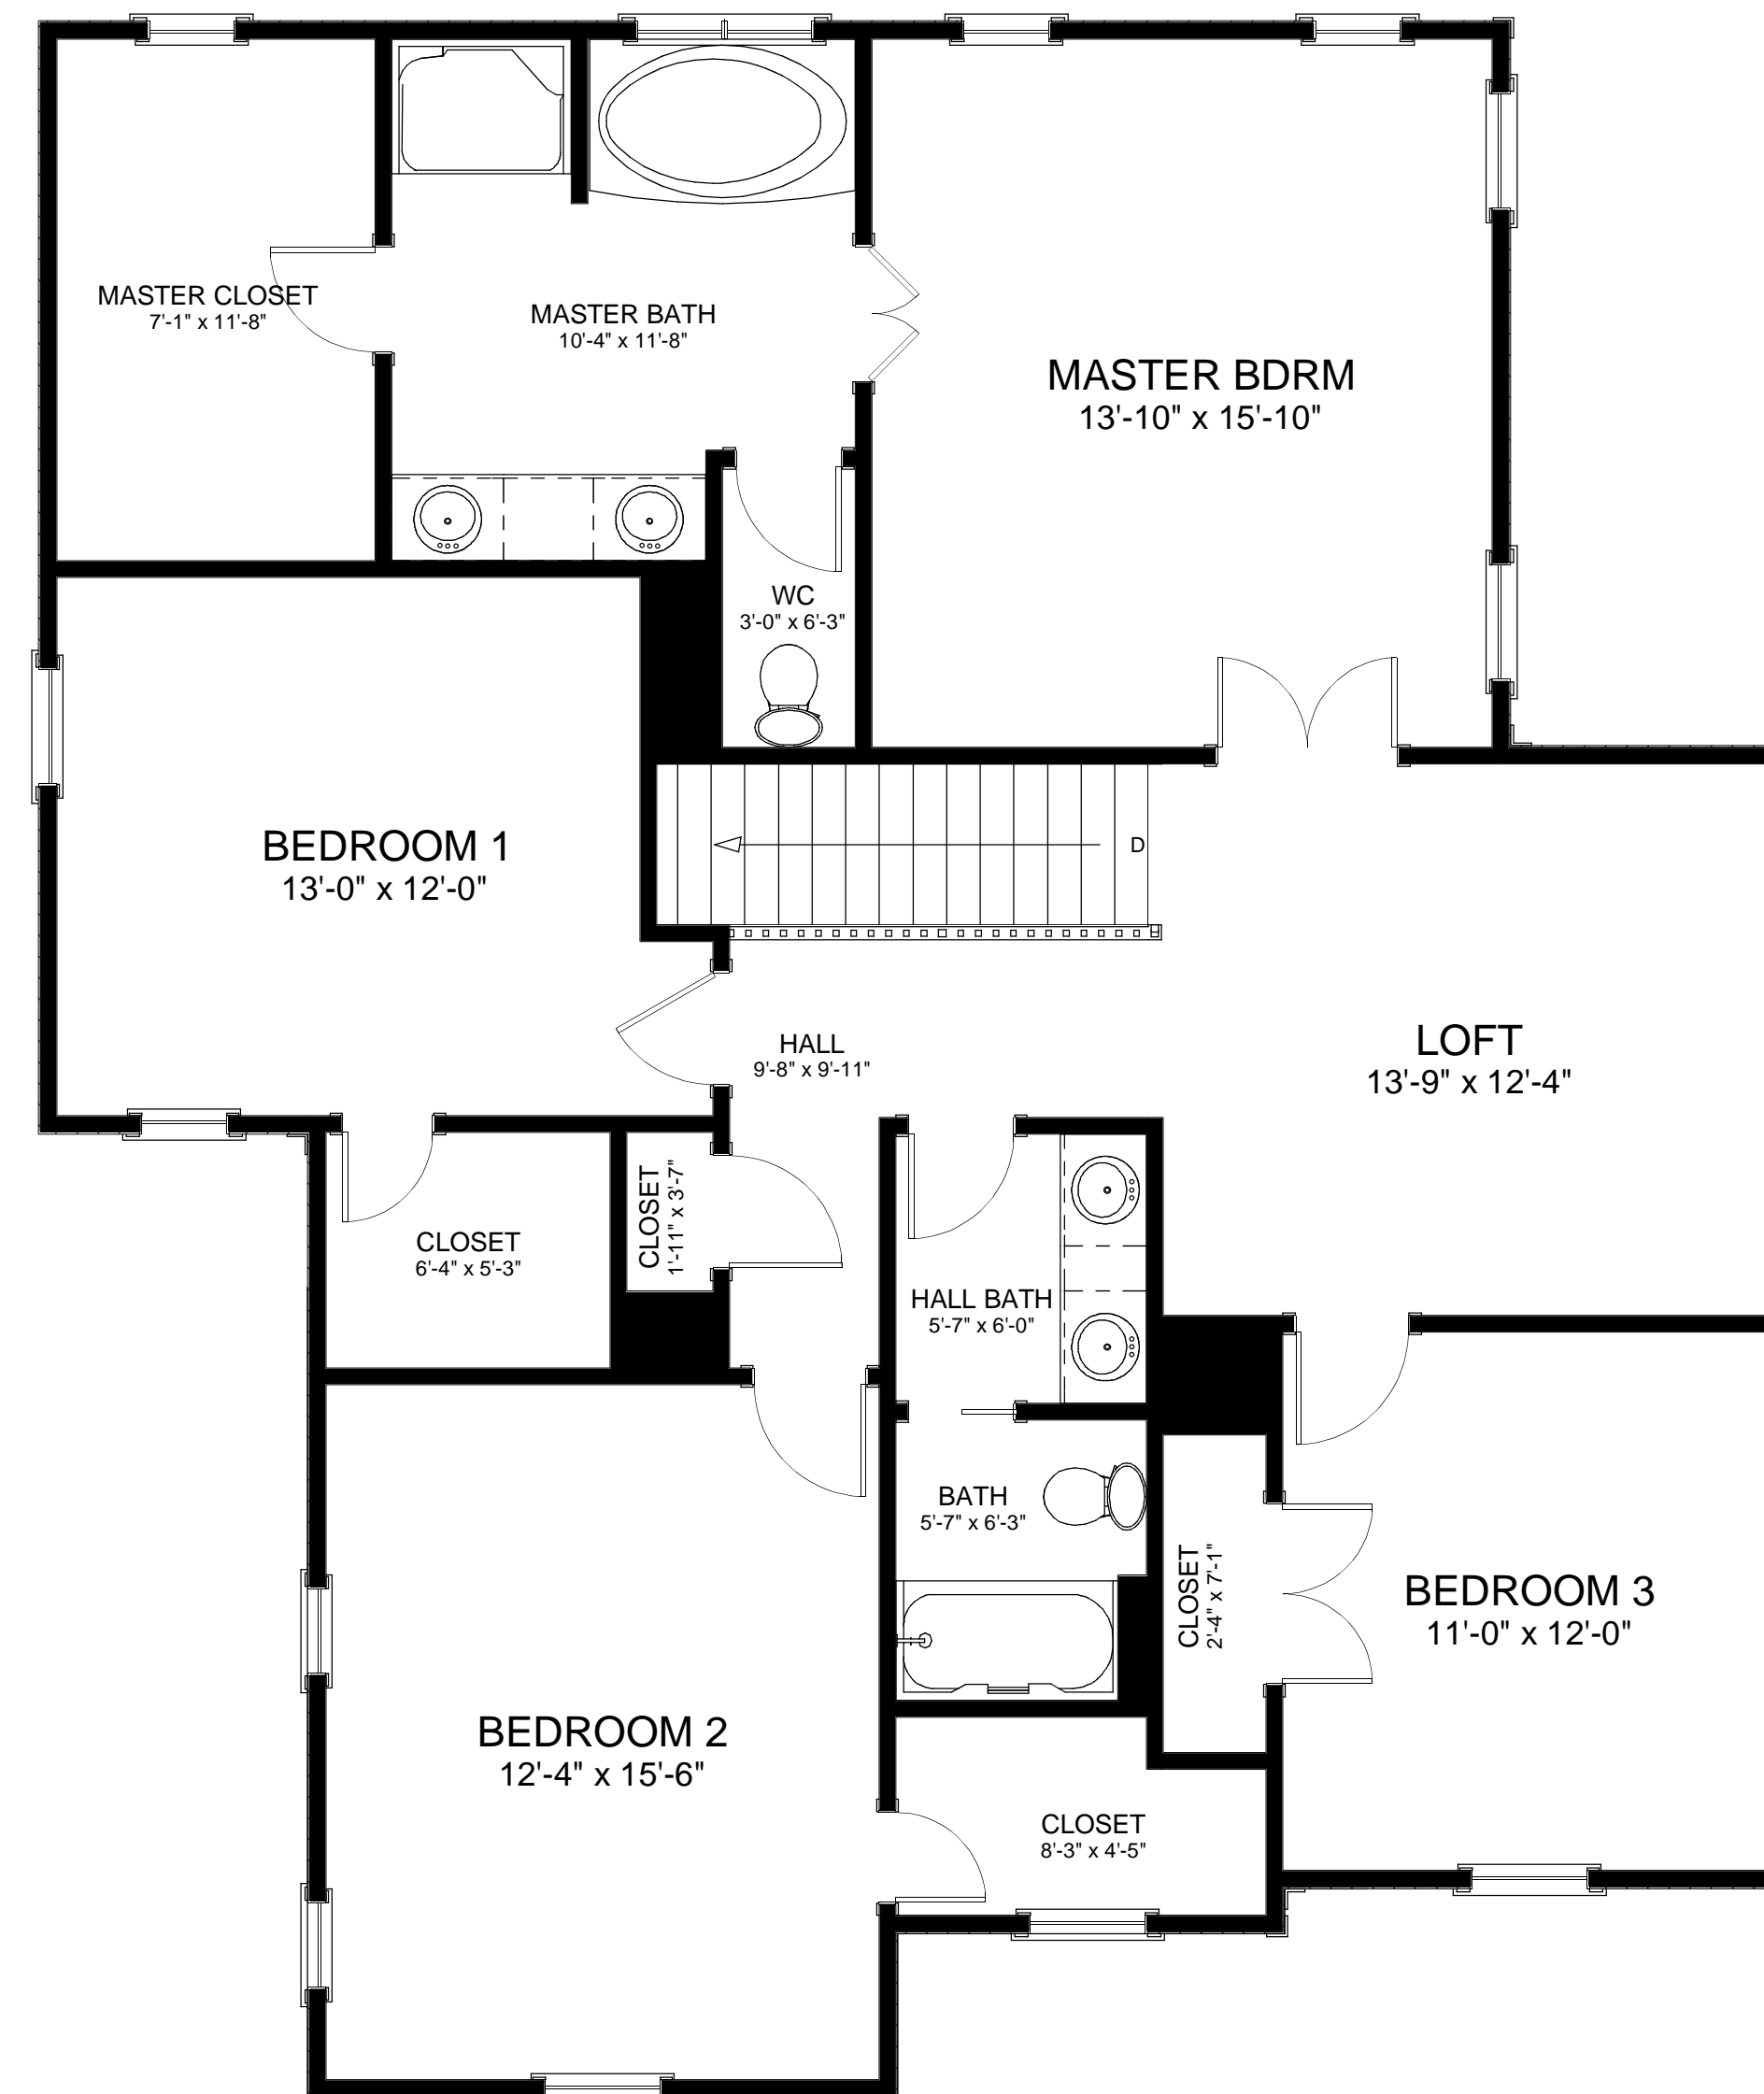 MASTER CLOSET
7'-1" x 11'-8"
MASTER BATH
10'-4" x 11'-8"
MASTER BDRM
13'-10" x 15'-10"
WC
3'-0" x 6'-3"
BEDROOM 1
13'-0" x 12'-0"
D
HALL
9'-8" x 9'-11"
LOFT
13'-9" x 12'-4"
CLOSET
6'-4" x 5'-3"
CLOSET
1'-11" x 3'-7"
HALL BATH
5'-7" x 6'-0"
BATH
5'-7" x 6'-3"
CLOSET
2'-4" x 7'-1"
BEDROOM 3
11'-0" x 12'-0"
BEDROOM 2
12'-4" x 15'-6"
CLOSET
8'-3" x 4'-5"